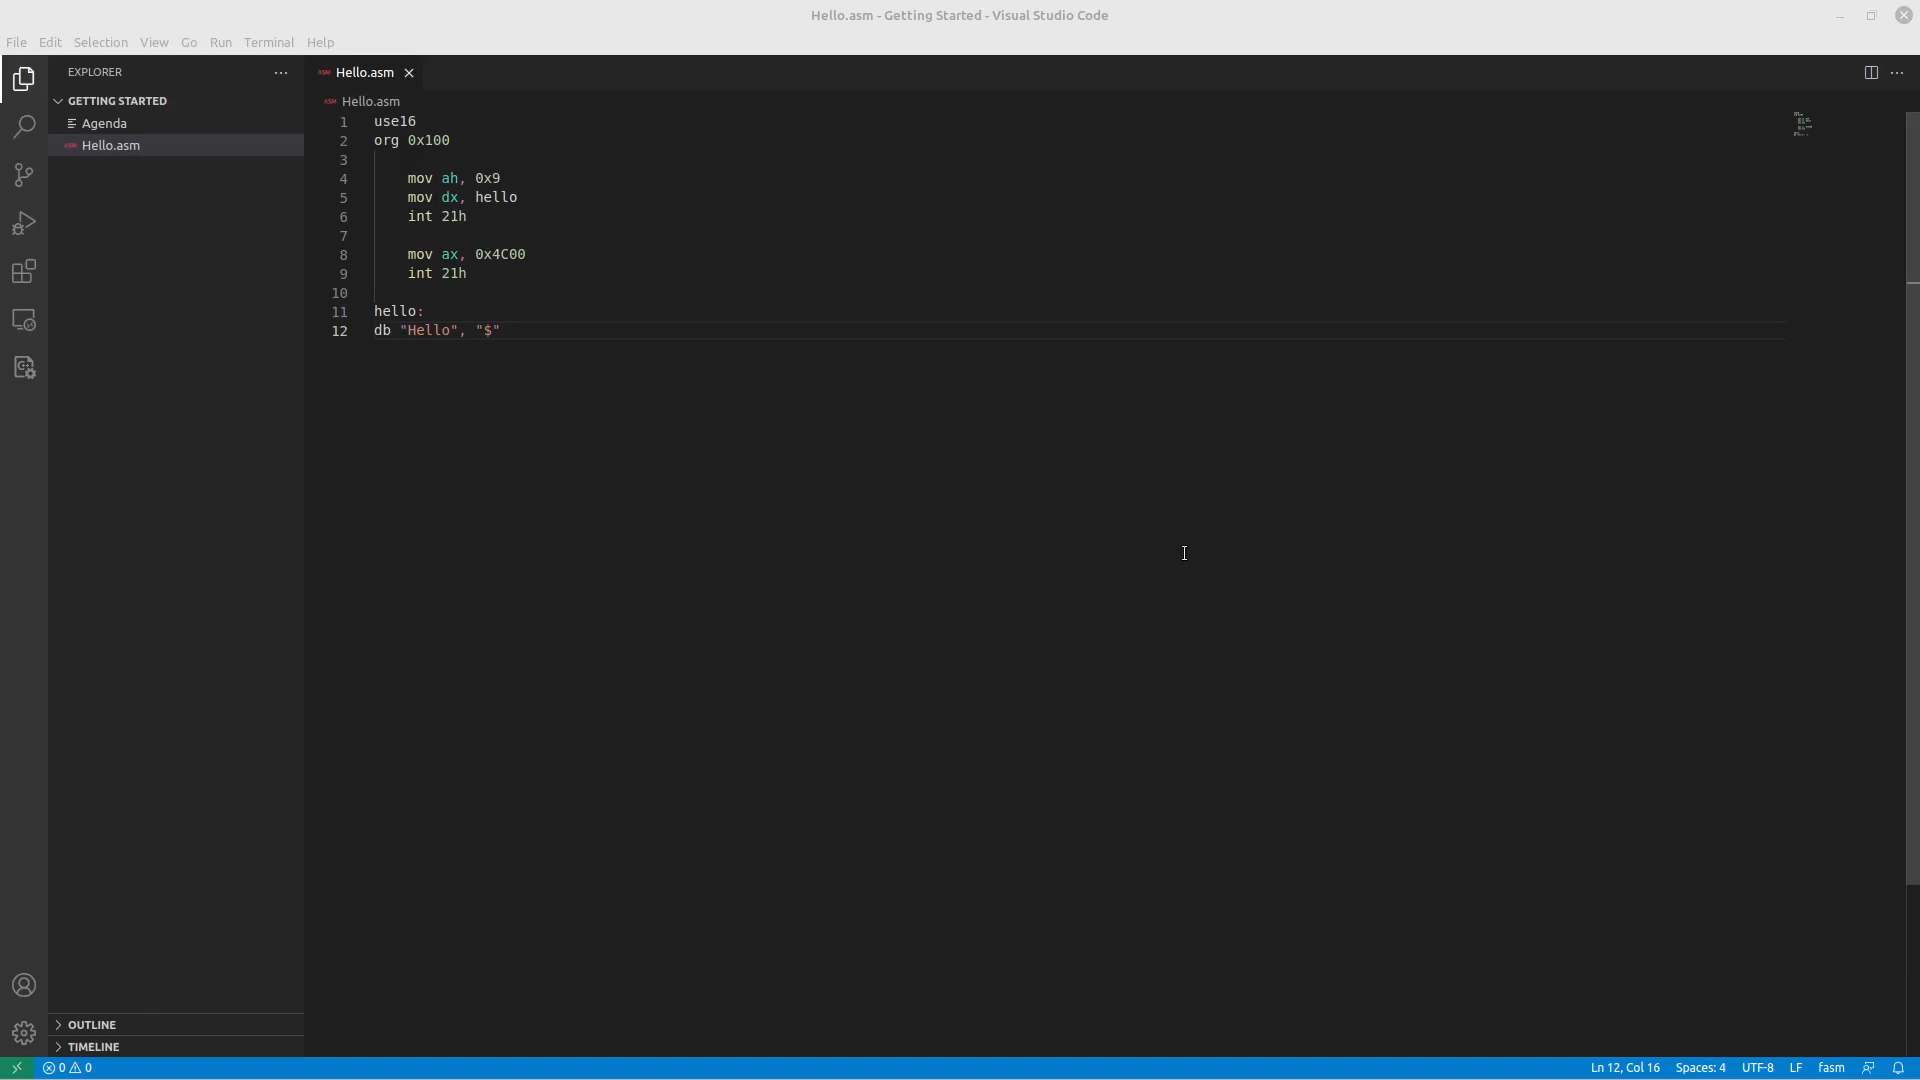 Hello.asm - Getting Started - Visual Studio Code
File Edit Selection View Go Run Terminal Help
EXPLORER
GETTING STARTED
Agenda
ASM Hello.asm
ASM Hello.asm
ASM Hello.asm
1 use16
2 org 0x100
3
4 mov ah, 0x9
5 mov dx, hello
6 int 21h
7
8 mov ax, 0x4C00
9 int 21h
10
11 hello:
12 db "Hello", "$"
OUTLINE
TIMELINE
0 0
Ln 12, Col 16 Spaces: 4 UTF-8 LF fasm